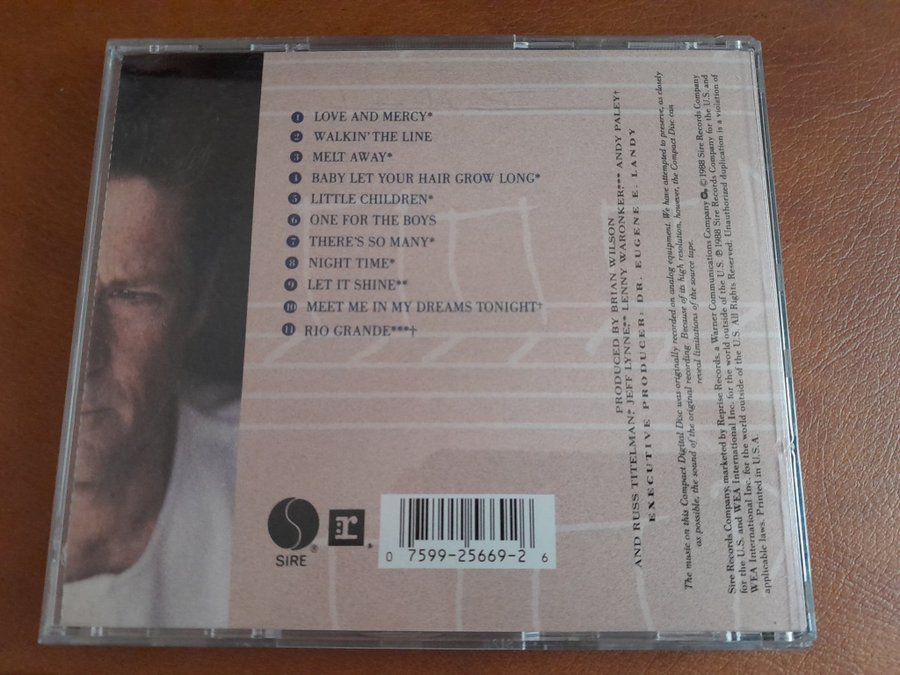 1 LOVE AND MERCY*
2 WALKIN' THE LINE
3 MELT AWAY*
4 BABY LET YOUR HAIR GROW LONG*
5 LITTLE CHILDREN*
6 ONE FOR THE BOYS
7 THERE'S SO MANY*
8 NIGHT TIME*
9 LET IT SHINE**
10 MEET ME IN MY DREAMS TONIGHT†
11 RIO GRANDE***†
PRODUCED BY BRIAN WILSON
AND RUSS TITELMAN,* JEFF LYNNE,** LENNY WARONKER,*** ANDY PALEY†
EXECUTIVE PRODUCER: DR. EUGENE E. LANDY
The music on this Compact Digital Disc was originally recorded on analog equipment. We have attempted to preserve, as closely
as possible, the sound of the original recording. Because of its high resolution, however, the Compact Disc can
reveal limitations of the source tape.
Sire Records Company, marketed by Reprise Records, a Warner Communications Company. © 1988 Sire Records Company
for the U.S. and WEA International Inc. for the world outside of the U.S. ℗ 1988 Sire Records Company for the U.S. and
WEA International Inc. for the world outside of the U.S. All Rights Reserved. Unauthorized duplication is a violation of
applicable laws. Printed in U.S.A.
SIRE®
r®
0 7599-25669-2 6